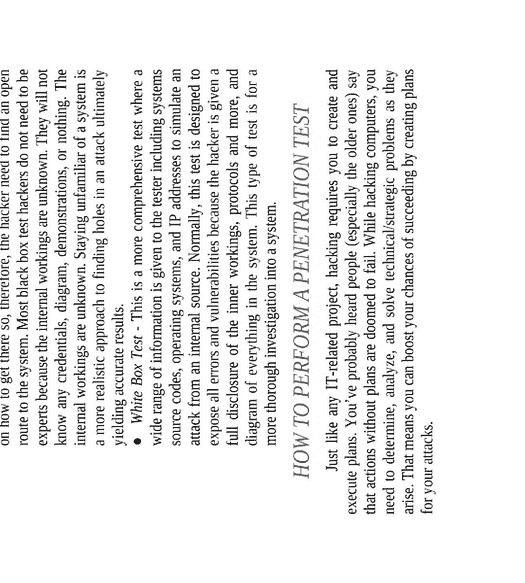 on how to get there so, therefore, the hacker need to find an open
route to the system. Most black box test hackers do not need to be
experts because the internal workings are unknown. They will not
know any credentials, diagram, demonstrations, or nothing. The
internal workings are unknown. Staying unfamiliar of a system is
a more realistic approach to finding holes in an attack ultimately
yielding accurate results.
● White Box Test - This is a more comprehensive test where a
wide range of information is given to the tester including systems
source codes, operating systems, and IP addresses to simulate an
attack from an internal source. Normally, this test is designed to
expose all errors and vulnerabilities because the hacker is given a
full disclosure of the inner workings, protocols and more, and
diagram of everything in the system. This type of test is for a
more thorough investigation into a system.
HOW TO PERFORM A PENETRATION TEST
Just like any IT-related project, hacking requires you to create and
execute plans. You’ve probably heard people (especially the older ones) say
that actions without plans are doomed to fail. While hacking computers, you
need to determine, analyze, and solve technical/strategic problems as they
arise. That means you can boost your chances of succeeding by creating plans
for your attacks.